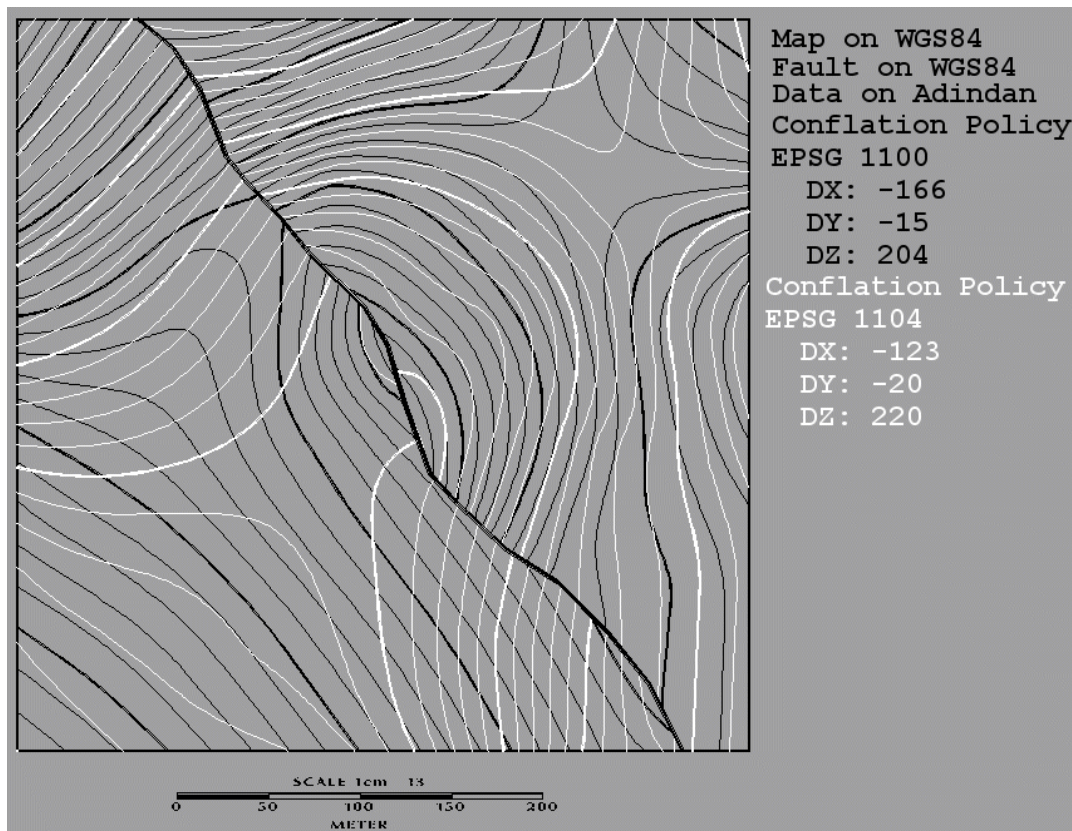 Map on WGS84
Fault on WGS84
Data on Adindan
Conflation Policy
EPSG 1100
DX: -166
DY: -15
DZ: 204
Conflation Policy
EPSG 1104
DX: -123
DY: -20
DZ: 220
SCALE 1cm 13
0 50 100 150 200
METER